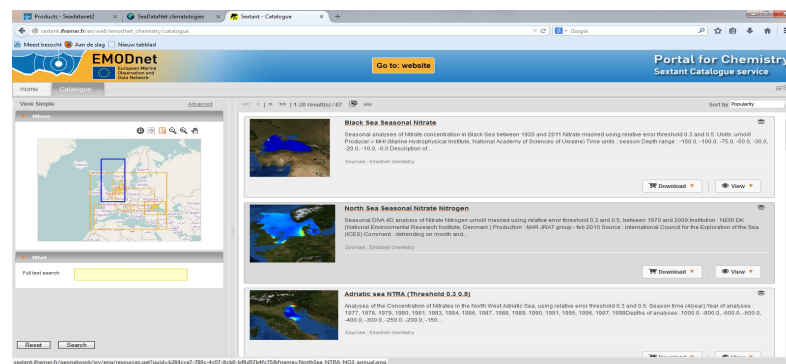 Products - Seadatanet2
SeaDataNet climatologies
Sextant - Catalogue
sextant.ifremer.fr/en/web/emodnet_chemistry/catalogue
Google
Meest bezocht
Aan de slag
Nieuw tabblad
EMODnet
European Marine
Observation and
Data Network
Go to: website
Portal for Chemistry
Sextant Catalogue service
Home
Catalogue
View Simple
Advanced
<< < | > >> | 1-20 result(s) / 87
Sort by Popularity
Where
What
Full text search:
Reset
Search
Black Sea Seasonal Nitrate
Seasonal analyses of Nitrate concentration in Black Sea between 1920 and 2011 Nitrate masked using relative error threshold 0.3 and 0.5. Units: umol/l
Producer = MHI (Marine Hydrophysical Institute, National Academy of Sciences of Ukraine) Time units : season Depth range : -150.0, -100.0, -75.0, -50.0, -30.0,
-20.0, -10.0, -0.0 Description of...
Sources : Emodnet chemistry
Download
View
North Sea Seasonal Nitrate Nitrogen
Seasonal DIVA 4D analysis of Nitrate Nitrogen umol/l masked using relative error threshold 0.3 and 0.5, between 1970 and 2009.Institution : NERI DK
(National Environmental Research Institute, Denmark ) Production : MAR JRA7 group - feb 2010 Source : International Council for the Exploration of the Sea
(ICES) Comment : detrending on month and...
Sources : Emodnet chemistry
Download
View
Adriatic sea NTRA (Threshold 0.3 0.5)
Analyses of the Concentration of Nitrates in the North West Adriatic Sea, using relative error threshold 0.3 and 0.5. Season time (4/year).Year of analyses :
1977, 1978, 1979, 1980, 1981, 1983, 1984, 1986, 1987, 1988, 1989, 1990, 1991, 1995, 1996, 1997, 1998Depths of analyses: 1000.0, -800.0, -600.0, -500.0,
-400.0, -300.0, -250.0, -200.0, -150...
Sources : Emodnet chemistry